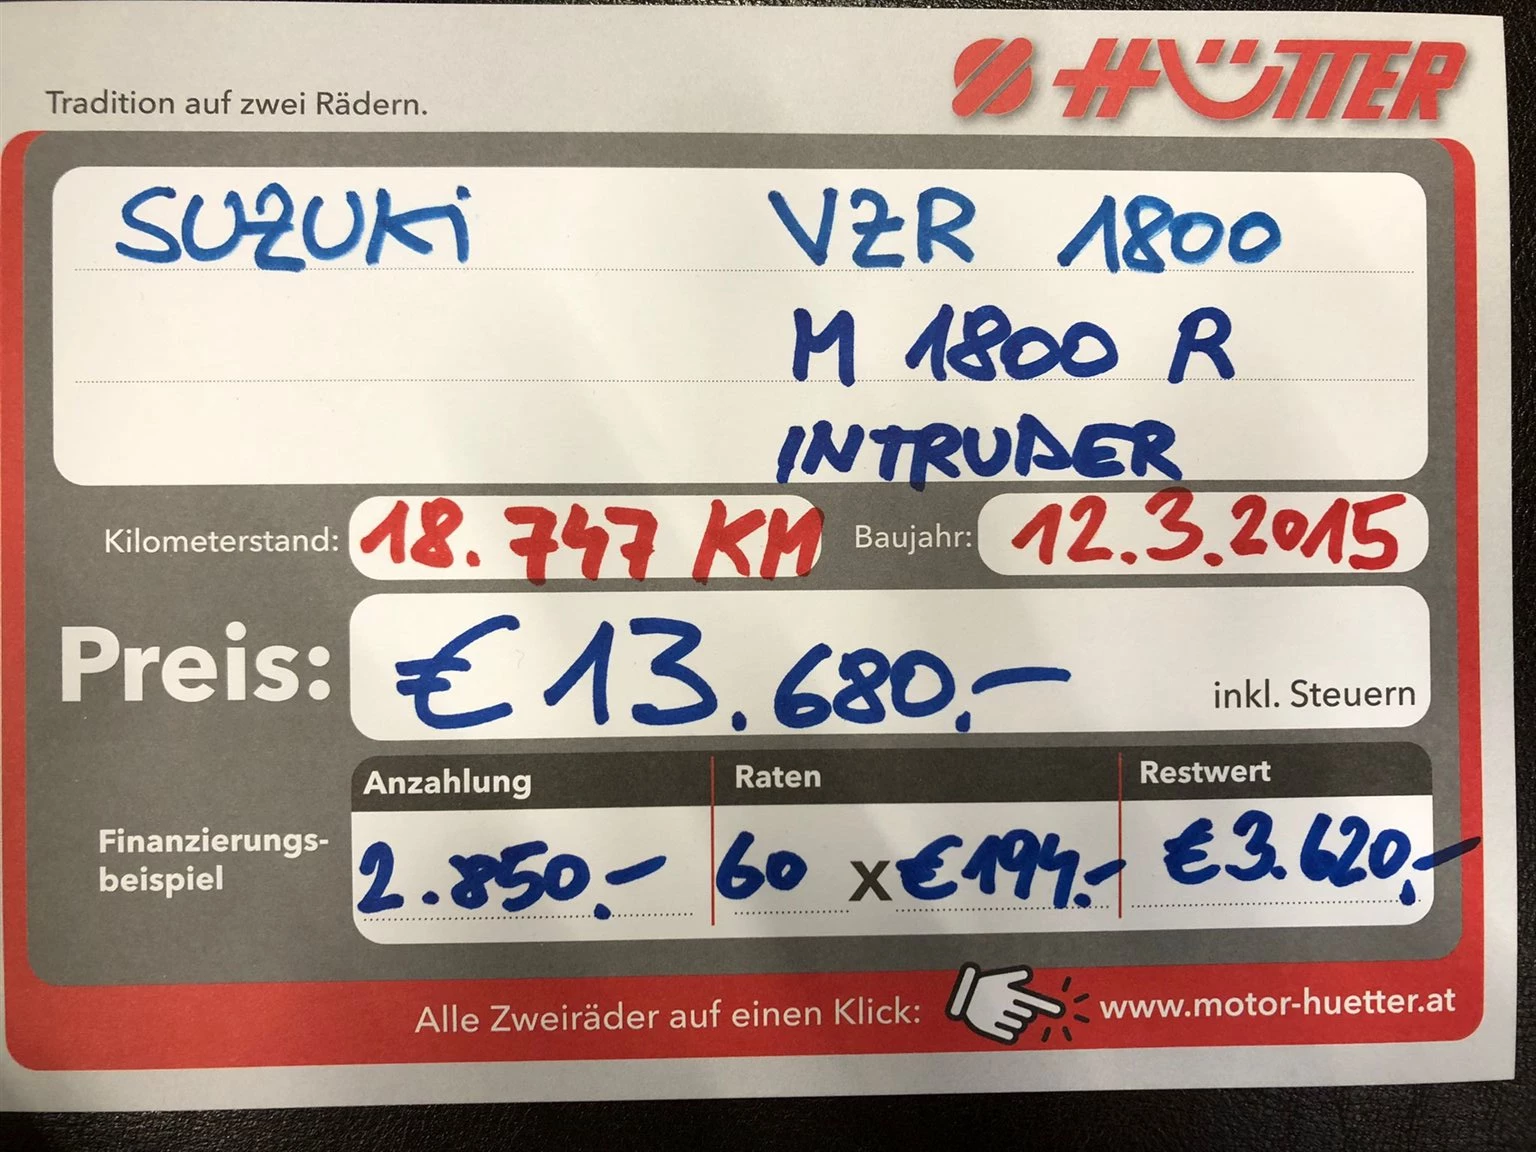 Tradition auf zwei Rädern.
HÜTTER
SUZUKi VZR 1800
M 1800 R
INTRUDER
Kilometerstand: 18.747 KM Baujahr: 12.3.2015
Preis: € 13.680,- inkl. Steuern
Anzahlung Raten Restwert
Finanzierungs-
beispiel
2.850,- 60 x €194.- €3.620,-
Alle Zweiräder auf einen Klick: www.motor-huetter.at